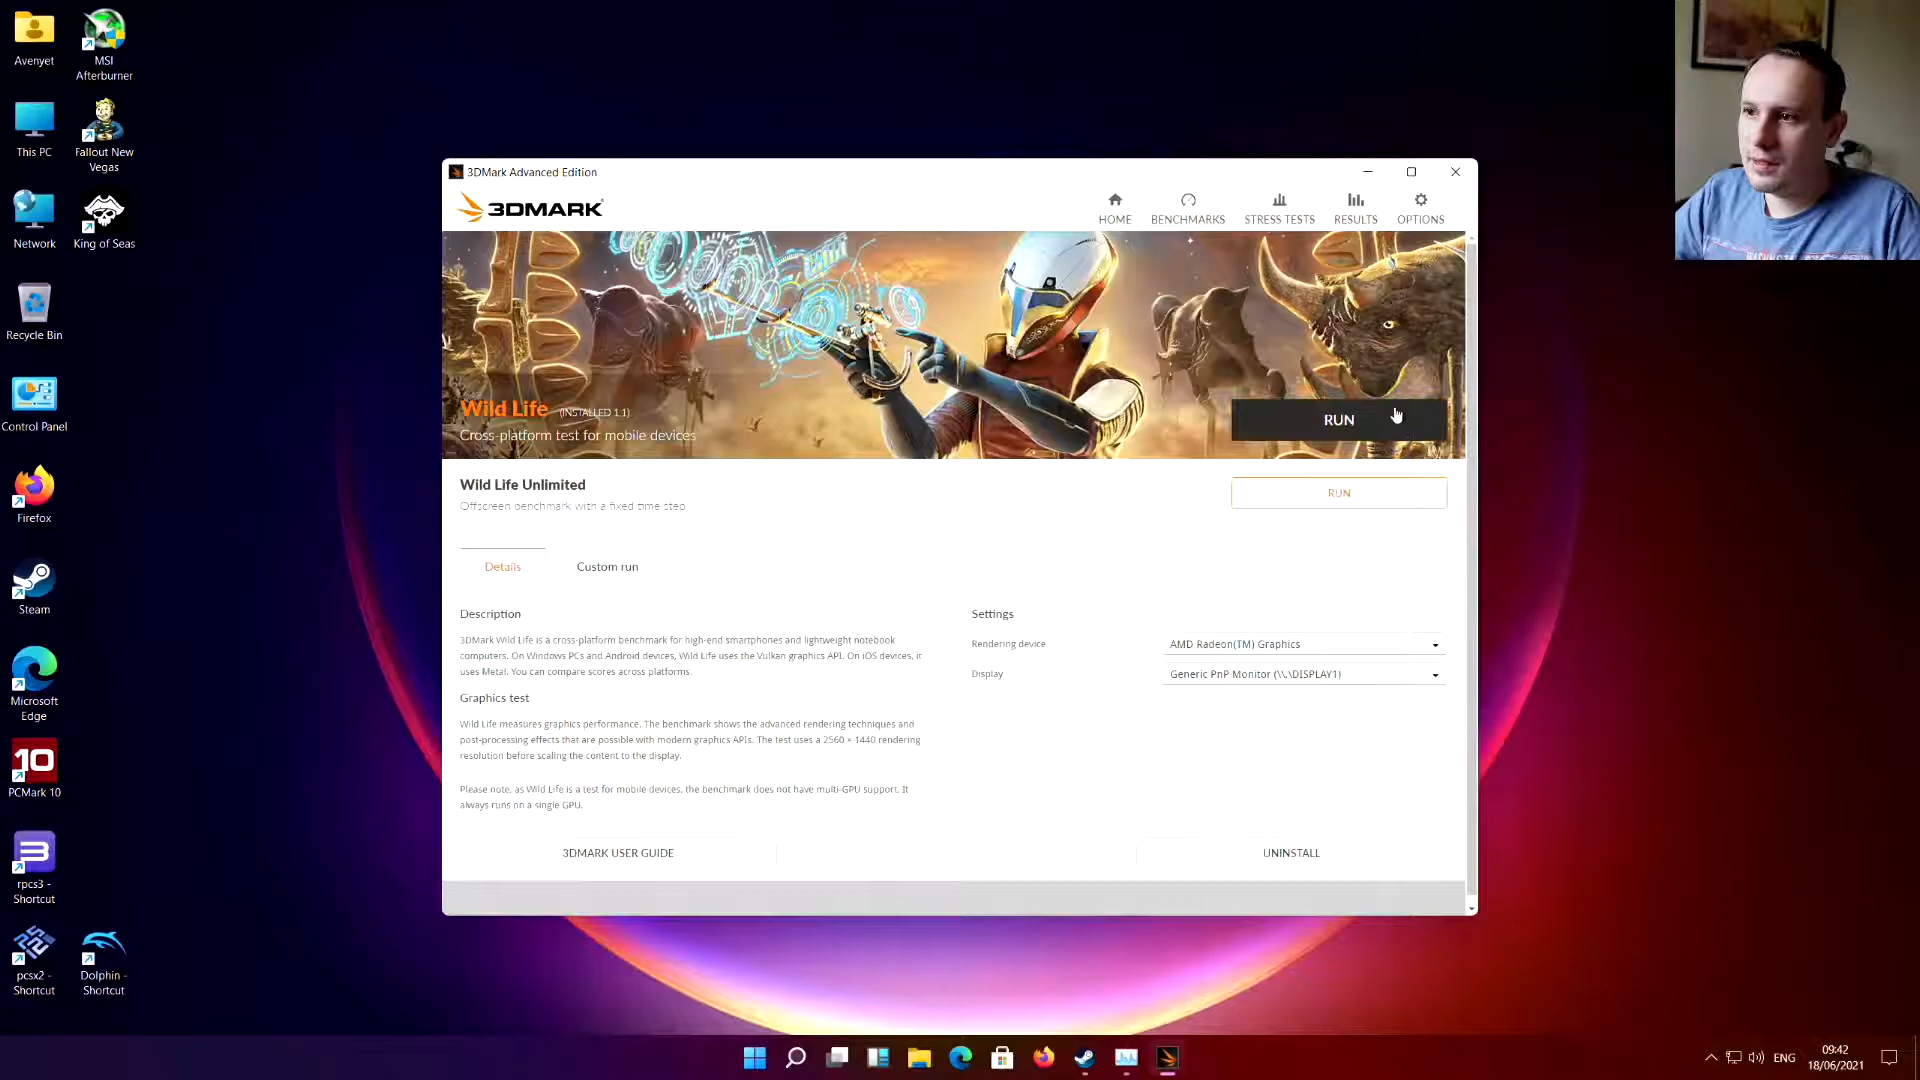 Avenyet
MSI
Afterburner
This PC
Fallout New
Vegas
Network
King of Seas
Recycle Bin
Control Panel
Firefox
Steam
Microsoft
Edge
10
PCMark 10
rpcs3 -
Shortcut
pcsx2 -
Shortcut
Dolphin -
Shortcut
3DMark Advanced Edition
3DMARK
HOME
BENCHMARKS
STRESS TESTS
RESULTS
OPTIONS
Wild Life (INSTALLED 1.1)
Cross-platform test for mobile devices
RUN
Wild Life Unlimited
Offscreen benchmark with a fixed time step
RUN
Details
Custom run
Description
3DMark Wild Life is a cross-platform benchmark for high-end smartphones and lightweight notebook
computers. On Windows PCs and Android devices, Wild Life uses the Vulkan graphics API. On iOS devices, it
uses Metal. You can compare scores across platforms.
Graphics test
Wild Life measures graphics performance. The benchmark shows the advanced rendering techniques and
post-processing effects that are possible with modern graphics APIs. The test uses a 2560 × 1440 rendering
resolution before scaling the content to the display.
Please note, as Wild Life is a test for mobile devices, the benchmark does not have multi-GPU support. It
always runs on a single GPU.
Settings
Rendering device
AMD Radeon(TM) Graphics
Display
Generic PnP Monitor (\\.\DISPLAY1)
3DMARK USER GUIDE
UNINSTALL
ENG
09:42
18/06/2021